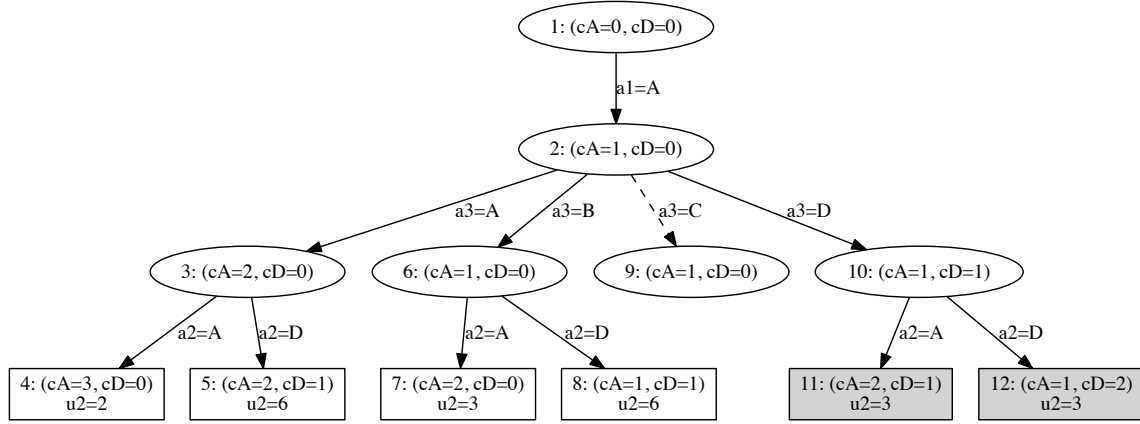 1: (cA=0, cD=0)
a1=A
2: (cA=1, cD=0)
a3=A
a3=B
a3=C
a3=D
3: (cA=2, cD=0)
6: (cA=1, cD=0)
9: (cA=1, cD=0)
10: (cA=1, cD=1)
a2=A
a2=D
a2=A
a2=D
a2=A
a2=D
4: (cA=3, cD=0)
u2=2
5: (cA=2, cD=1)
u2=6
7: (cA=2, cD=0)
u2=3
8: (cA=1, cD=1)
u2=6
11: (cA=2, cD=1)
u2=3
12: (cA=1, cD=2)
u2=3